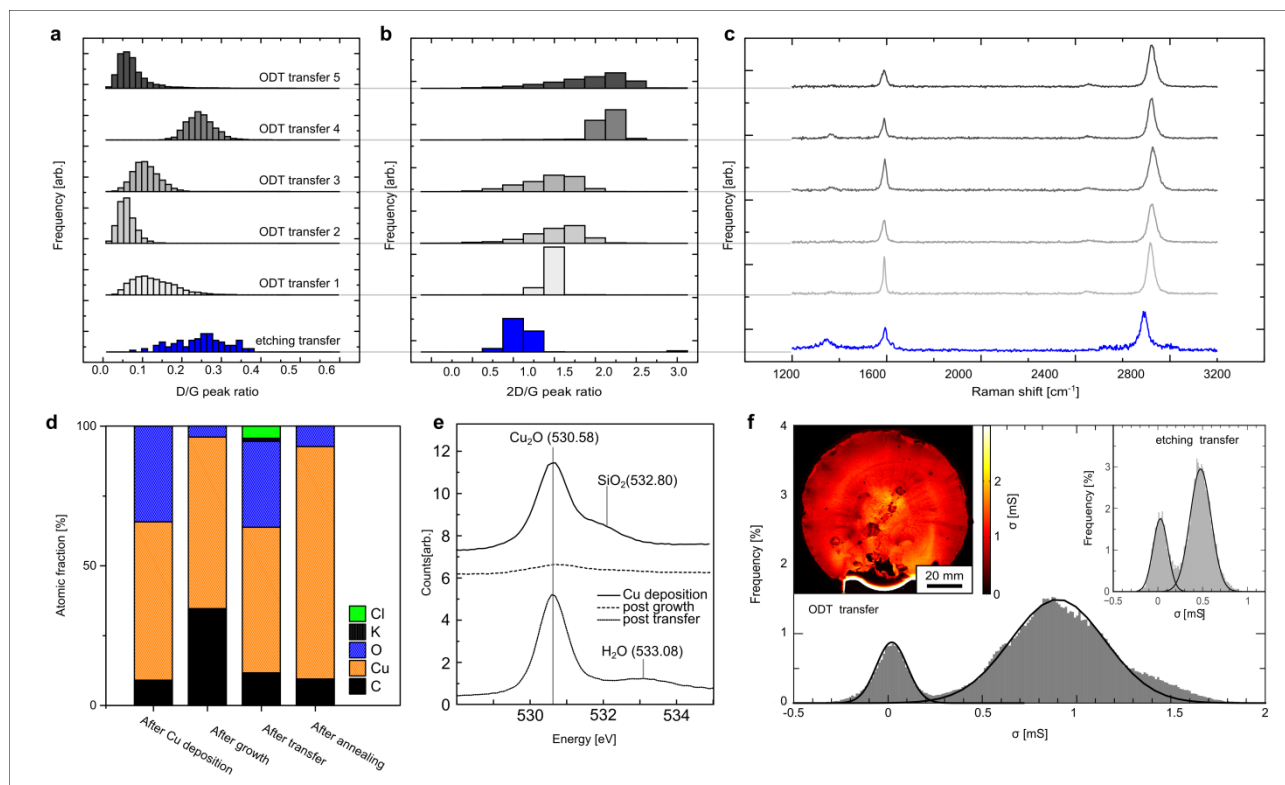 a
ODT transfer 5
ODT transfer 4
ODT transfer 3
ODT transfer 2
ODT transfer 1
etching transfer
Frequency [arb.]
0.0 0.1 0.2 0.3 0.4 0.5 0.6
D/G peak ratio
b
Frequency [arb.]
0.0 0.5 1.0 1.5 2.0 2.5 3.0
2D/G peak ratio
c
Frequency [arb.]
1200 1600 2000 2400 2800 3200
Raman shift [cm-1]
d
100
50
0
Atomic fraction [%]
Cl
K
O
Cu
C
After Cu deposition
After growth
After transfer
After annealing
e
Cu2O (530.58)
SiO2(532.80)
12
10
8
6
4
2
0
Counts[arb.]
Cu deposition
post growth
post transfer
H2O (533.08)
530 532 534
Energy [eV]
f
4
3
2
1
0
Frequency [%]
2
1
0
σ [mS]
20 mm
ODT transfer
etching transfer
3
2
1
0
Frequency [%]
-0.5 0 0.5 1
σ [mS]
-0.5 0 0.5 1 1.5 2
σ [mS]